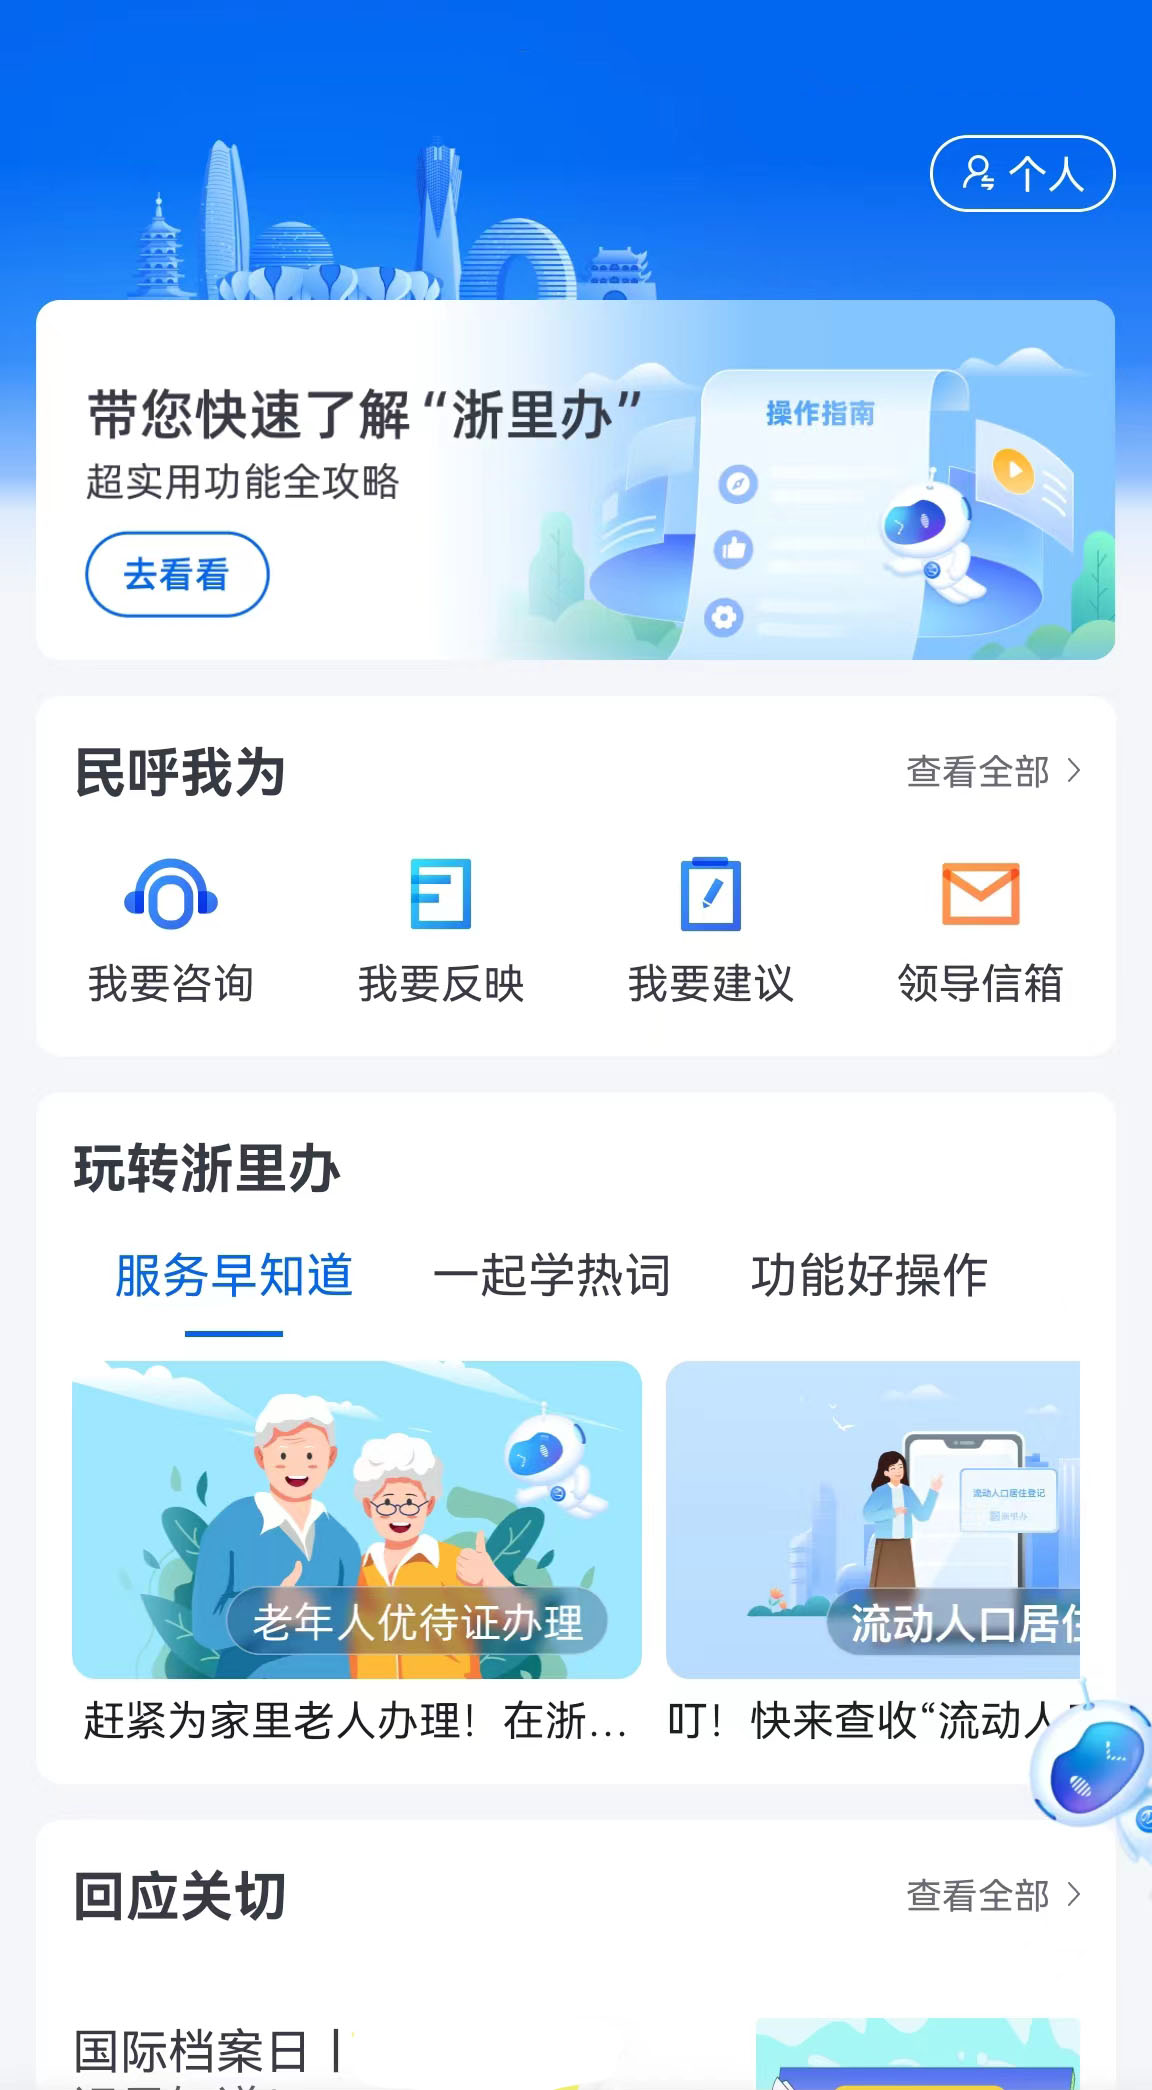 个人
带您快速了解“浙里办”
超实用功能全攻略
去看看
操作指南
民呼我为
查看全部
我要咨询
我要反映
我要建议
领导信箱
玩转浙里办
服务早知道
一起学热词
功能好操作
流动人口居住登记
浙里办
老年人优待证办理
流动人口居住
赶紧为家里老人办理！在浙...
叮！快来查收“流动人
回应关切
查看全部
国际档案日 |